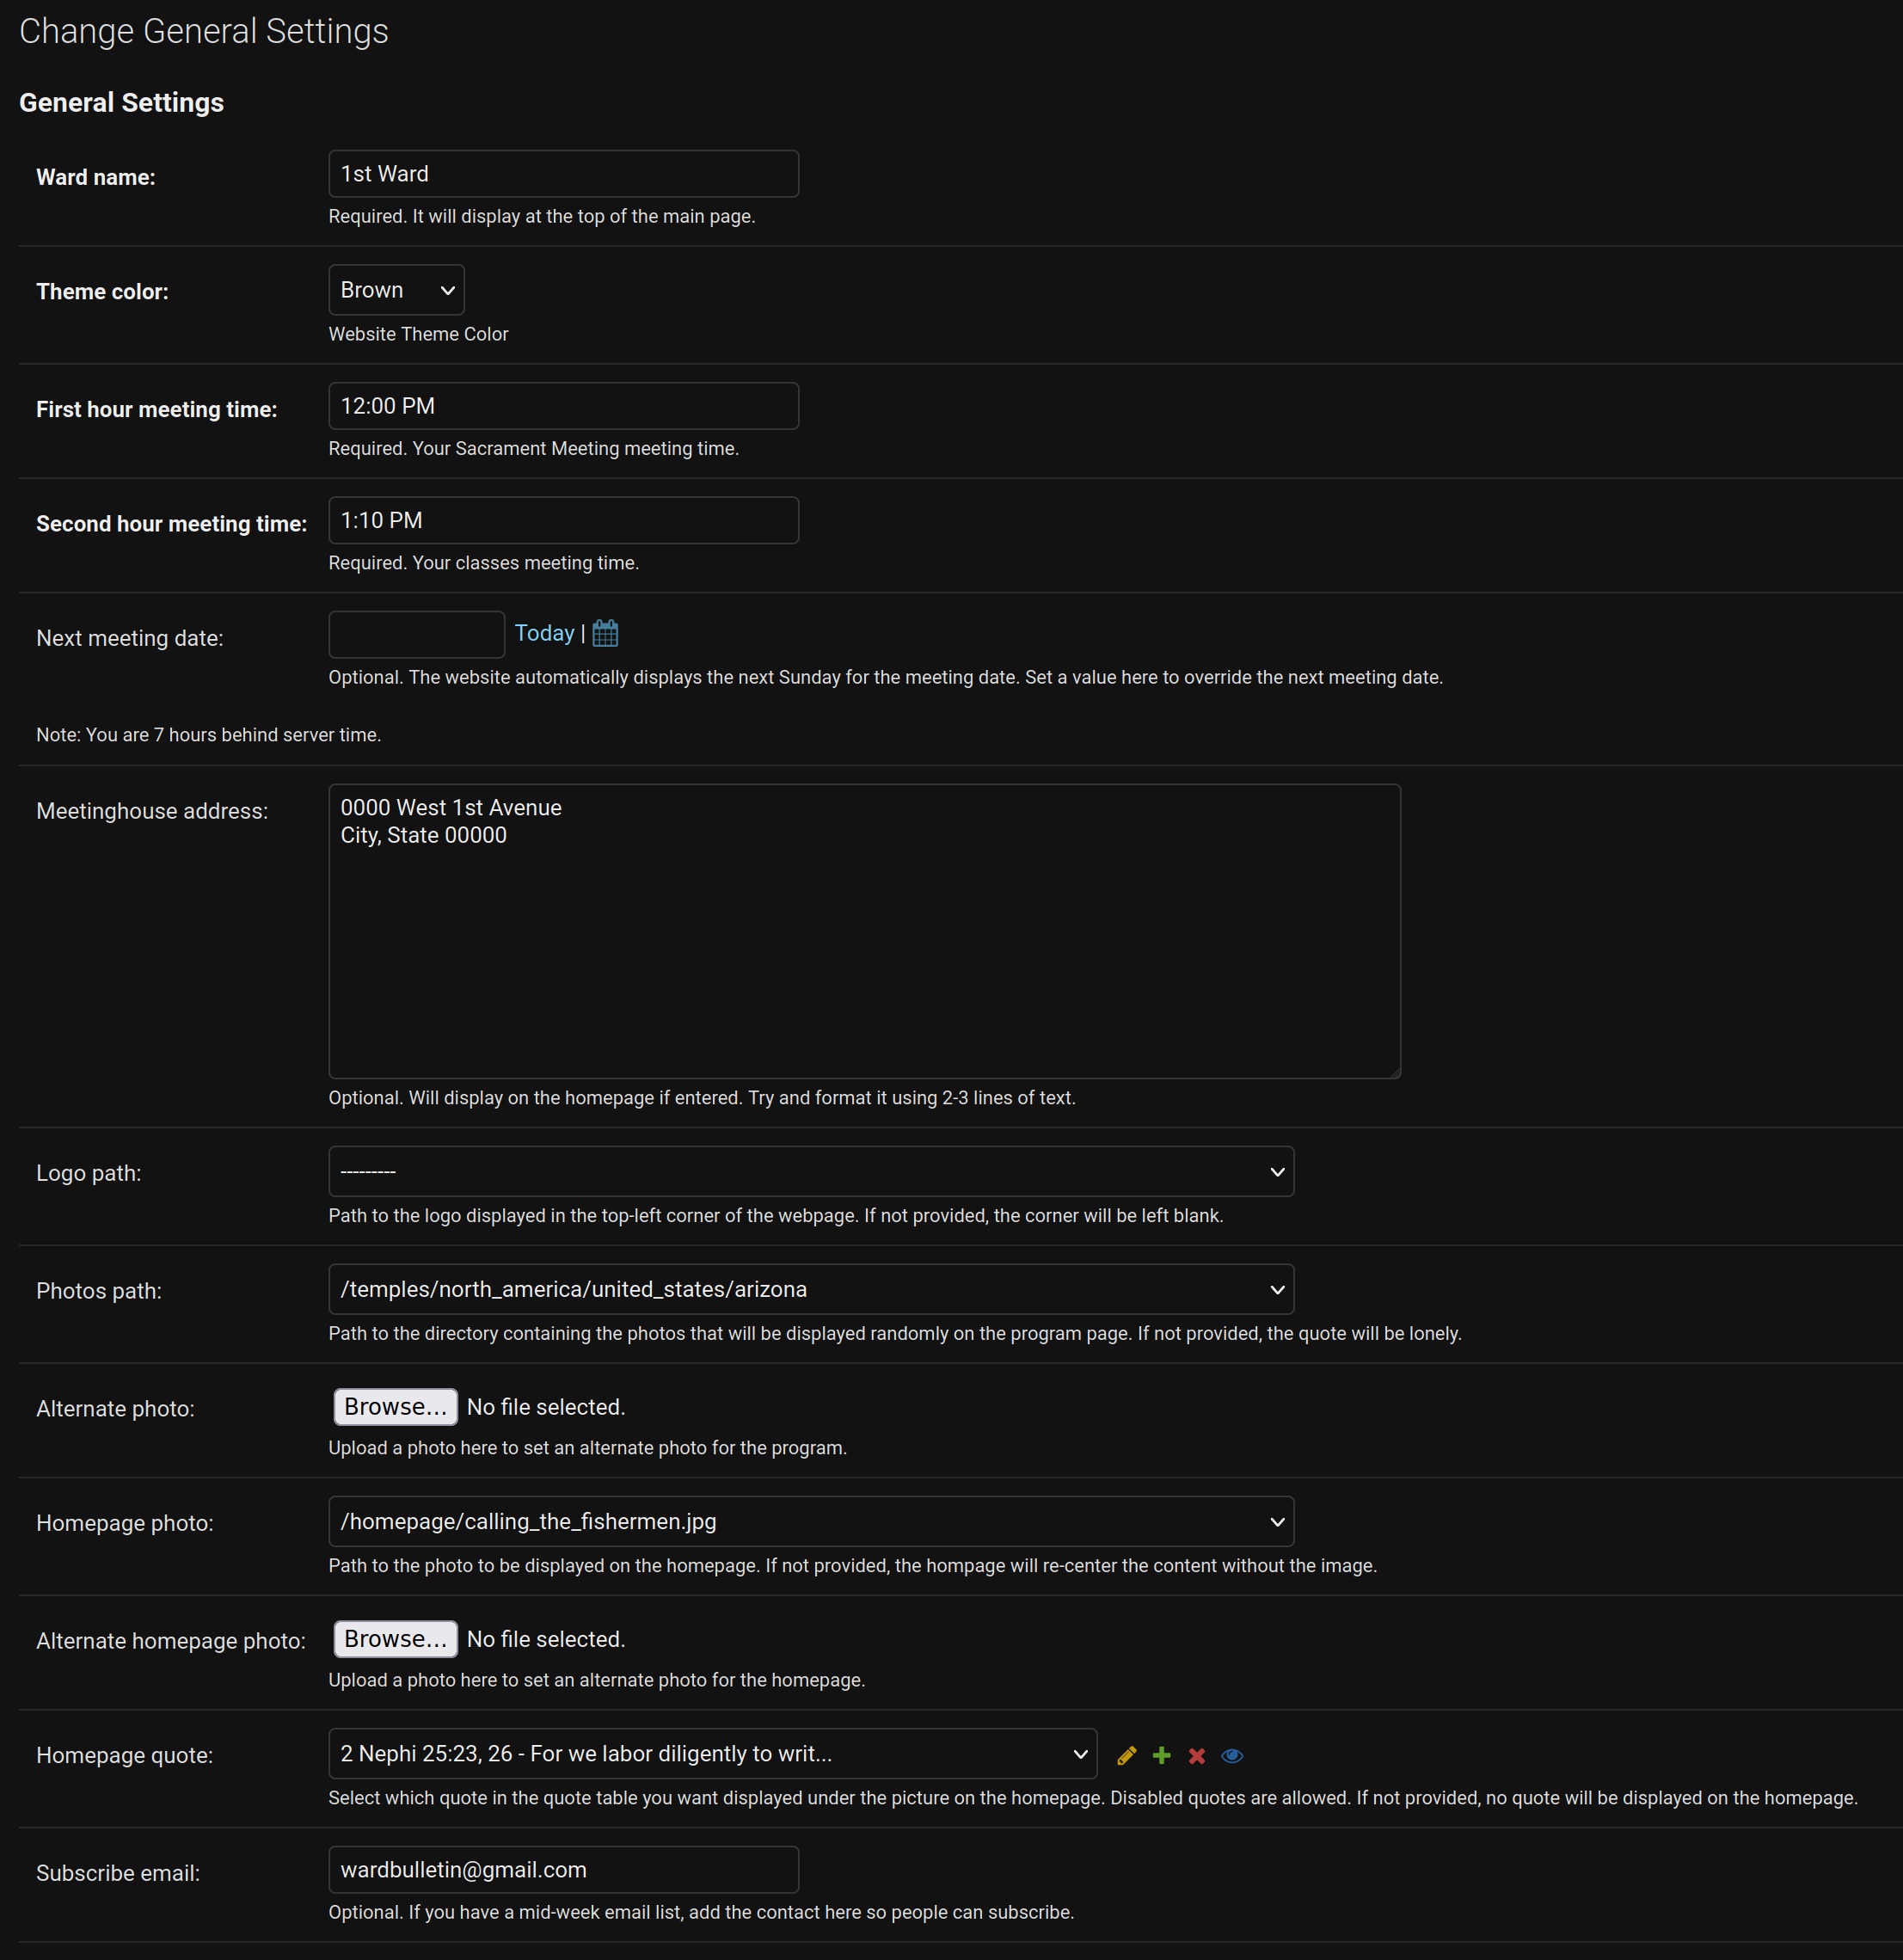 Change General Settings
General Settings
Ward name:
1st Ward
Required. It will display at the top of the main page.
Theme color:
Brown
Website Theme Color
First hour meeting time:
12:00 PM
Required. Your Sacrament Meeting meeting time.
Second hour meeting time:
1:10 PM
Required. Your classes meeting time.
Next meeting date:
Today |
Optional. The website automatically displays the next Sunday for the meeting date. Set a value here to override the next meeting date.
Note: You are 7 hours behind server time.
Meetinghouse address:
0000 West 1st Avenue
City, State 00000
Optional. Will display on the homepage if entered. Try and format it using 2-3 lines of text.
Logo path:
---------
Path to the logo displayed in the top-left corner of the webpage. If not provided, the corner will be left blank.
Photos path:
/temples/north_america/united_states/arizona
Path to the directory containing the photos that will be displayed randomly on the program page. If not provided, the quote will be lonely.
Alternate photo:
Browse... No file selected.
Upload a photo here to set an alternate photo for the program.
Homepage photo:
/homepage/calling_the_fishermen.jpg
Path to the photo to be displayed on the homepage. If not provided, the hompage will re-center the content without the image.
Alternate homepage photo:
Browse... No file selected.
Upload a photo here to set an alternate photo for the homepage.
Homepage quote:
2 Nephi 25:23, 26 - For we labor diligently to writ...
Select which quote in the quote table you want displayed under the picture on the homepage. Disabled quotes are allowed. If not provided, no quote will be displayed on the homepage.
Subscribe email:
wardbulletin@gmail.com
Optional. If you have a mid-week email list, add the contact here so people can subscribe.